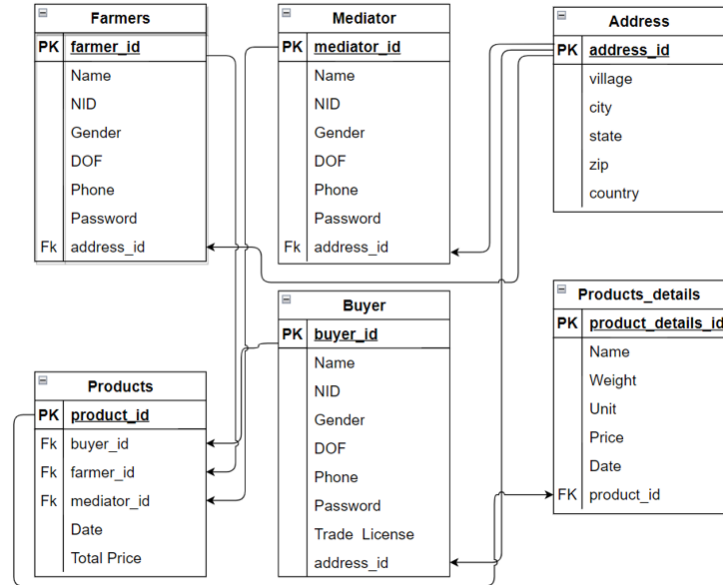 Farmers
PK farmer_id
Name
NID
Gender
DOF
Phone
Password
Fk address_id
Mediator
PK mediator_id
Name
NID
Gender
DOF
Phone
Password
Fk address_id
Address
PK address_id
village
city
state
zip
country
Buyer
PK buyer_id
Name
NID
Gender
DOF
Phone
Password
Trade License
address_id
Products_details
PK product_details_id
Name
Weight
Unit
Price
Date
FK product_id
Products
PK product_id
Fk buyer_id
Fk farmer_id
Fk mediator_id
Date
Total Price